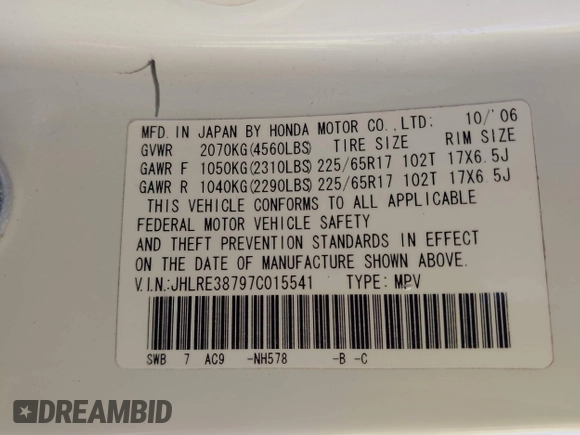 MFD. IN JAPAN BY HONDA MOTOR CO.,LTD: 10/'06
GVWR 2070KG(4560LBS) TIRE SIZE RIM SIZE
GAWR F 1050KG(2310LBS) 225/65R17 102T 17X6.5J
GAWR R 1040KG(2290LBS) 225/65R17 102T 17X6.5J
THIS VEHICLE CONFORMS TO ALL APPLICABLE
FEDERAL MOTOR VEHICLE SAFETY
AND THEFT PREVENTION STANDARDS IN EFFECT
ON THE DATE OF MANUFACTURE SHOWN ABOVE.
V.I.N:JHLRE38797C015541 TYPE: MPV
SWB 7 AC9 -NH578 -B -C
DREAMBID